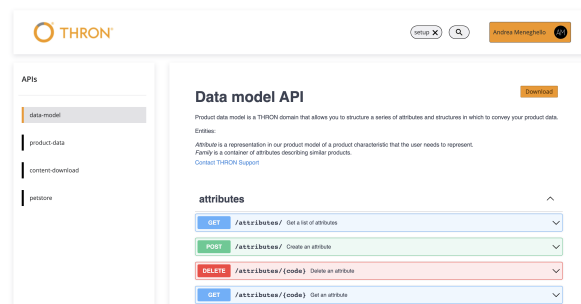 THRON
setup
Andrea Meneghello AM
APIs
data-model
product-data
content-download
petstore
Data model API
Download
Product data model is a THRON domain that allows you to structure a series of attributes and structures in which to convey your product data.
Entities:
Attribute is a representation in our product model of a product characteristic that the user needs to represent.
Family is a container of attributes describing similar products.
Contact THRON Support
attributes
GET /attributes/ Get a list of attributes
POST /attributes/ Create an attribute
DELETE /attributes/{code} Delete an attribute
GET /attributes/{code} Get an attribute